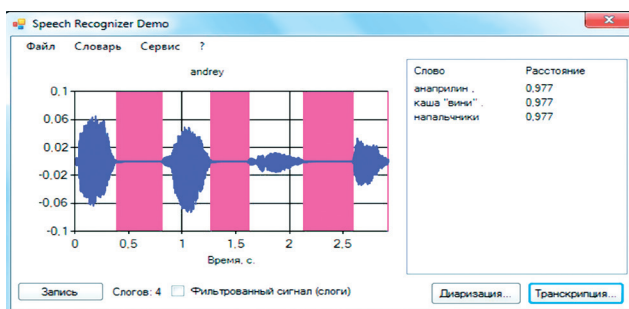 Speech Recognizer Demo
Файл Словарь Сервис ?
andrey
0.1
0.06
0.02
-0.02
-0.06
-0.1
0 0,5 1 1,5 2 2,5
Время, с.
Слово Расстояние
анаприлин , 0,977
каша "вини" . 0,977
напальчники 0,977
Запись Слогов: 4 Фильтрованный сигнал (слоги) Диаризация... Транскрипция...